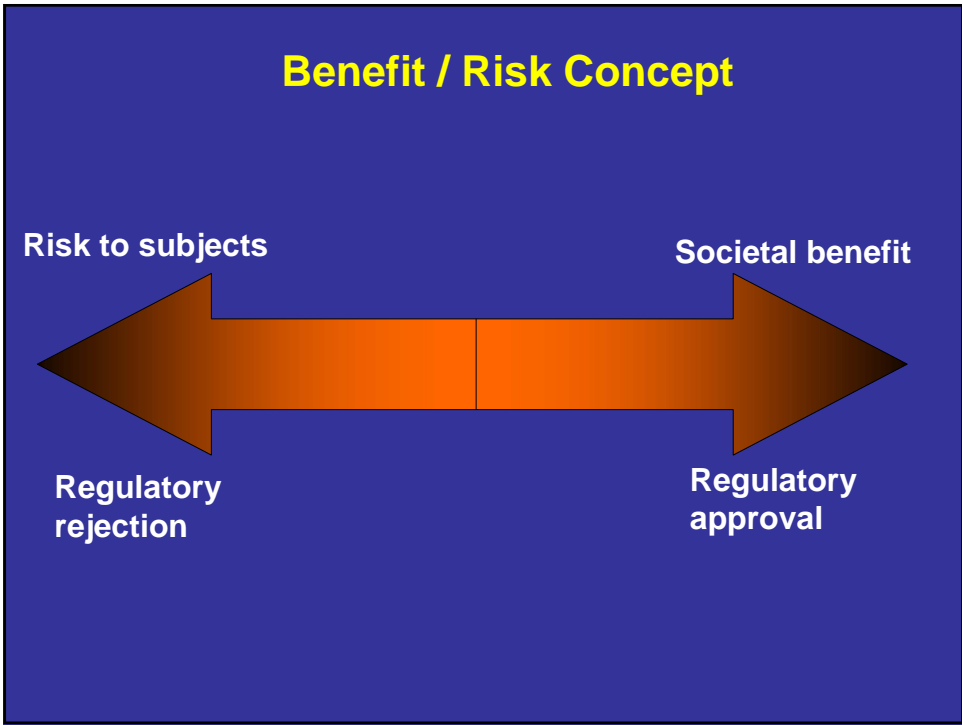 Benefit / Risk Concept
Risk to subjects
Societal benefit
Regulatory
rejection
Regulatory
approval